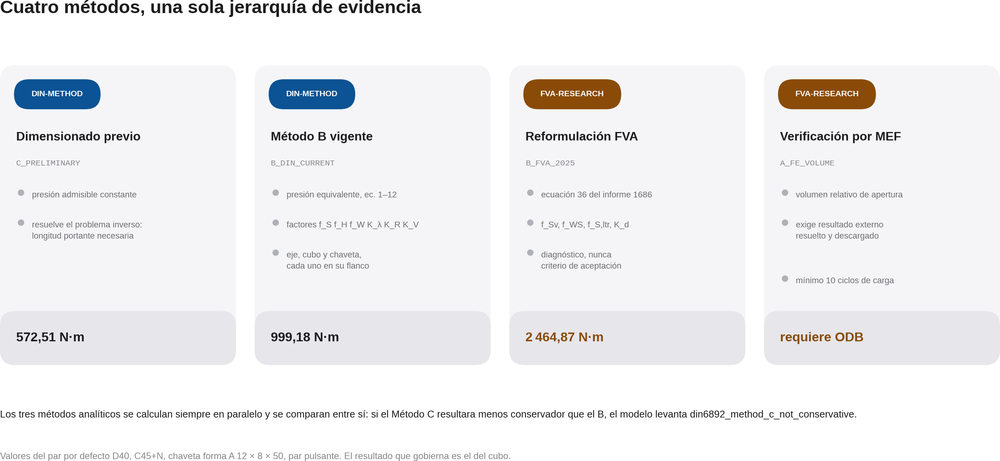 Cuatro métodos, una sola jerarquía de evidencia
DIN-METHOD
Dimensionado previo
C_PRELIMINARY
presión admisible constante
resuelve el problema inverso:
longitud portante necesaria
572,51 N·m
DIN-METHOD
Método B vigente
B_DIN_CURRENT
presión equivalente, ec. 1–12
factores f_S f_H f_W K_λ K_R K_V
eje, cubo y chaveta,
cada uno en su flanco
999,18 N·m
FVA-RESEARCH
Reformulación FVA
B_FVA_2025
ecuación 36 del informe 1686
f_Sv, f_WS, f_S,ltr, K_d
diagnóstico, nunca
criterio de aceptación
2 464,87 N·m
FVA-RESEARCH
Verificación por MEF
A_FE_VOLUME
volumen relativo de apertura
exige resultado externo
resuelto y descargado
mínimo 10 ciclos de carga
requiere ODB
Los tres métodos analíticos se calculan siempre en paralelo y se comparan entre sí: si el Método C resultara menos conservador que el B, el modelo levanta din6892_method_c_not_conservative.
Valores del par por defecto D40, C45+N, chaveta forma A 12 × 8 × 50, par pulsante. El resultado que gobierna es el del cubo.